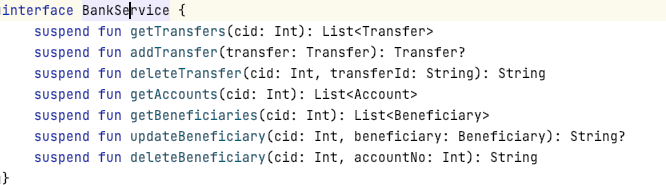 interface BankService {
suspend fun getTransfers(cid: Int): List<Transfer>
suspend fun addTransfer(transfer: Transfer): Transfer?
suspend fun deleteTransfer(cid: Int, transferId: String): String
suspend fun getAccounts(cid: Int): List<Account>
suspend fun getBeneficiaries(cid: Int): List<Beneficiary>
suspend fun updateBeneficiary(cid: Int, beneficiary: Beneficiary): String?
suspend fun deleteBeneficiary(cid: Int, accountNo: Int): String
}